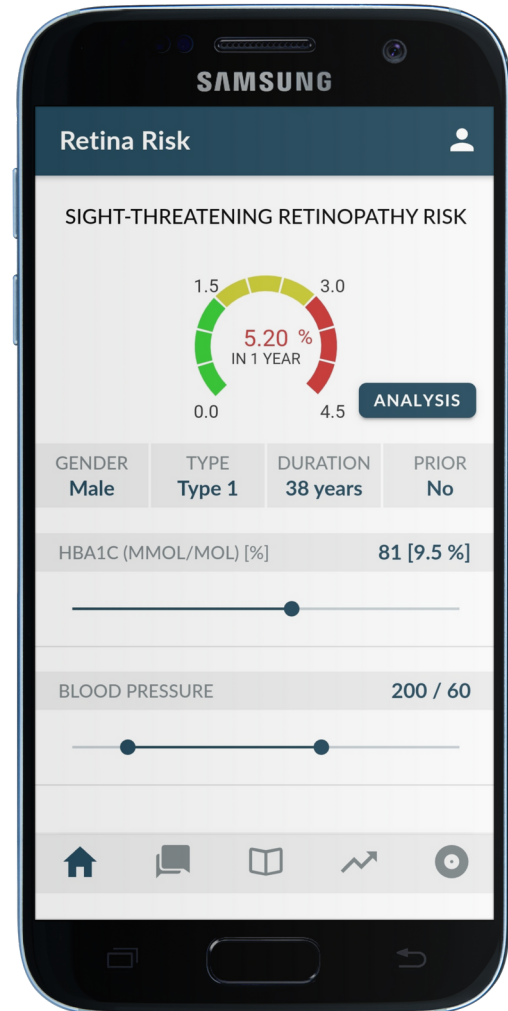 SAMSUNG
Retina Risk
SIGHT-THREATENING RETINOPATHY RISK
1.5 3.0
5.20 %
IN 1 YEAR
0.0 4.5
ANALYSIS
GENDER TYPE DURATION PRIOR
Male Type 1 38 years No
HBA1C (MMOL/MOL) [%] 81 [9.5 %]
BLOOD PRESSURE 200 / 60